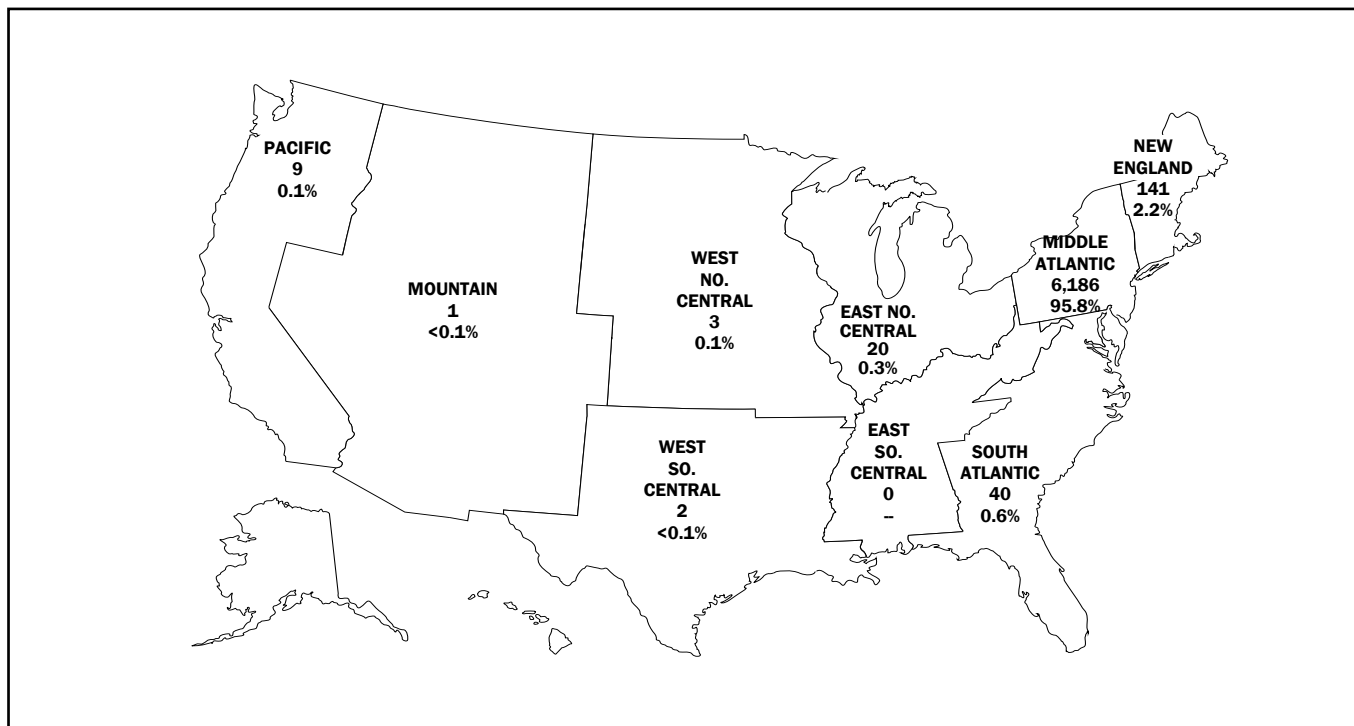 PACIFIC
9
0.1%
MOUNTAIN
1
<0.1%
WEST
NO.
CENTRAL
3
0.1%
WEST
SO.
CENTRAL
2
<0.1%
EAST NO.
CENTRAL
20
0.3%
EAST
SO.
CENTRAL
0
--
SOUTH
ATLANTIC
40
0.6%
MIDDLE
ATLANTIC
6,186
95.8%
NEW
ENGLAND
141
2.2%